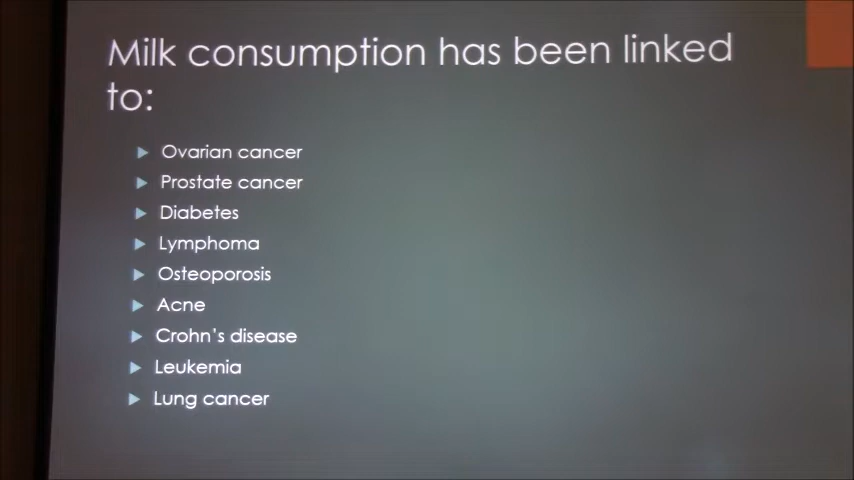 Milk consumption has been linked
to:
Ovarian cancer
Prostate cancer
Diabetes
Lymphoma
Osteoporosis
Acne
Crohn's disease
Leukemia
Lung cancer